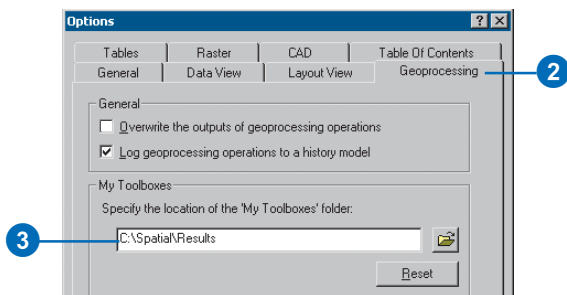 Options
Tables Raster CAD Table Of Contents
General Data View Layout View Geoprocessing
2
General
Overwrite the outputs of geoprocessing operations
Log geoprocessing operations to a history model
My Toolboxes
Specify the location of the 'My Toolboxes' folder:
3
C:\Spatial\Results
Reset